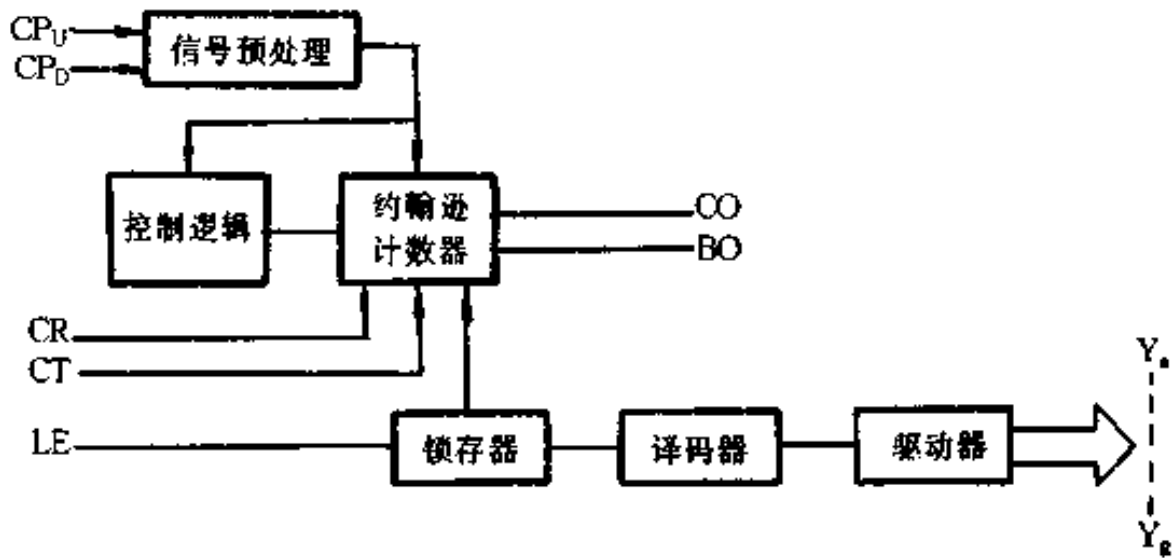 CP_U
信号预处理
CP_D
控制逻辑
约翰逊
计数器
CO
BO
CR
CT
LE
锁存器
译码器
驱动器
Y_a
Y_g